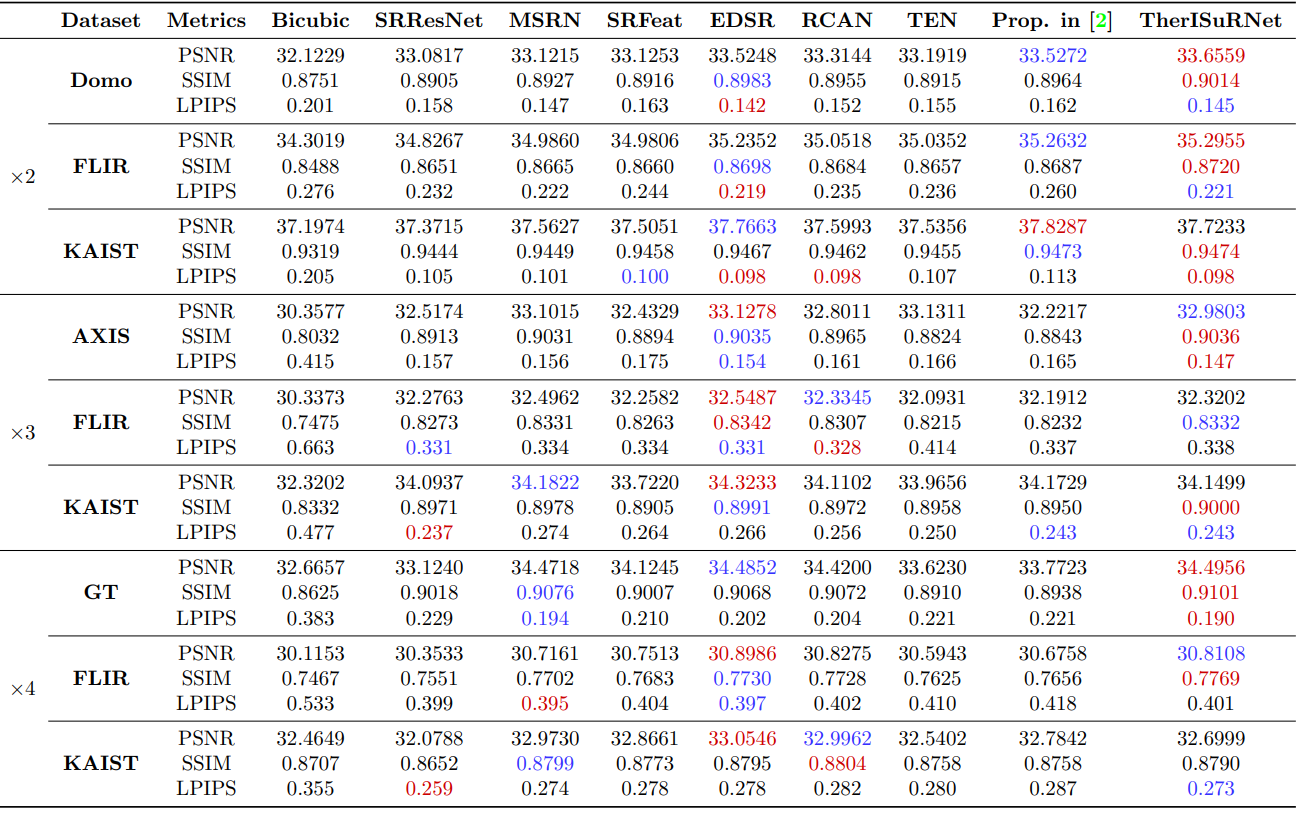 Dataset Metrics Bicubic SRResNet MSRN SRFeat EDSR RCAN TEN Prop. in [2] TherISuRNet
PSNR 32.1229 33.0817 33.1215 33.1253 33.5248 33.3144 33.1919 33.5272 33.6559
Domo SSIM 0.8751 0.8905 0.8927 0.8916 0.8983 0.8955 0.8915 0.8964 0.9014
LPIPS 0.201 0.158 0.147 0.163 0.142 0.152 0.155 0.162 0.145
PSNR 34.3019 34.8267 34.9860 34.9806 35.2352 35.0518 35.0352 35.2632 35.2955
×2 FLIR SSIM 0.8488 0.8651 0.8665 0.8660 0.8698 0.8684 0.8657 0.8687 0.8720
LPIPS 0.276 0.232 0.222 0.244 0.219 0.235 0.236 0.260 0.221
PSNR 37.1974 37.3715 37.5627 37.5051 37.7663 37.5993 37.5356 37.8287 37.7233
KAIST SSIM 0.9319 0.9444 0.9449 0.9458 0.9467 0.9462 0.9455 0.9473 0.9474
LPIPS 0.205 0.105 0.101 0.100 0.098 0.098 0.107 0.113 0.098
PSNR 30.3577 32.5174 33.1015 32.4329 33.1278 32.8011 33.1311 32.2217 32.9803
AXIS SSIM 0.8032 0.8913 0.9031 0.8894 0.9035 0.8965 0.8824 0.8843 0.9036
LPIPS 0.415 0.157 0.156 0.175 0.154 0.161 0.166 0.165 0.147
PSNR 30.3373 32.2763 32.4962 32.2582 32.5487 32.3345 32.0931 32.1912 32.3202
×3 FLIR SSIM 0.7475 0.8273 0.8331 0.8263 0.8342 0.8307 0.8215 0.8232 0.8332
LPIPS 0.663 0.331 0.334 0.334 0.331 0.328 0.414 0.337 0.338
PSNR 32.3202 34.0937 34.1822 33.7220 34.3233 34.1102 33.9656 34.1729 34.1499
KAIST SSIM 0.8332 0.8971 0.8978 0.8905 0.8991 0.8972 0.8958 0.8950 0.9000
LPIPS 0.477 0.237 0.274 0.264 0.266 0.256 0.250 0.243 0.243
PSNR 32.6657 33.1240 34.4718 34.1245 34.4852 34.4200 33.6230 33.7723 34.4956
GT SSIM 0.8625 0.9018 0.9076 0.9007 0.9068 0.9072 0.8910 0.8938 0.9101
LPIPS 0.383 0.229 0.194 0.210 0.202 0.204 0.221 0.221 0.190
PSNR 30.1153 30.3533 30.7161 30.7513 30.8986 30.8275 30.5943 30.6758 30.8108
×4 FLIR SSIM 0.7467 0.7551 0.7702 0.7683 0.7730 0.7728 0.7625 0.7656 0.7769
LPIPS 0.533 0.399 0.395 0.404 0.397 0.402 0.410 0.418 0.401
PSNR 32.4649 32.0788 32.9730 32.8661 33.0546 32.9962 32.5402 32.7842 32.6999
KAIST SSIM 0.8707 0.8652 0.8799 0.8773 0.8795 0.8804 0.8758 0.8758 0.8790
LPIPS 0.355 0.259 0.274 0.278 0.278 0.282 0.280 0.287 0.273